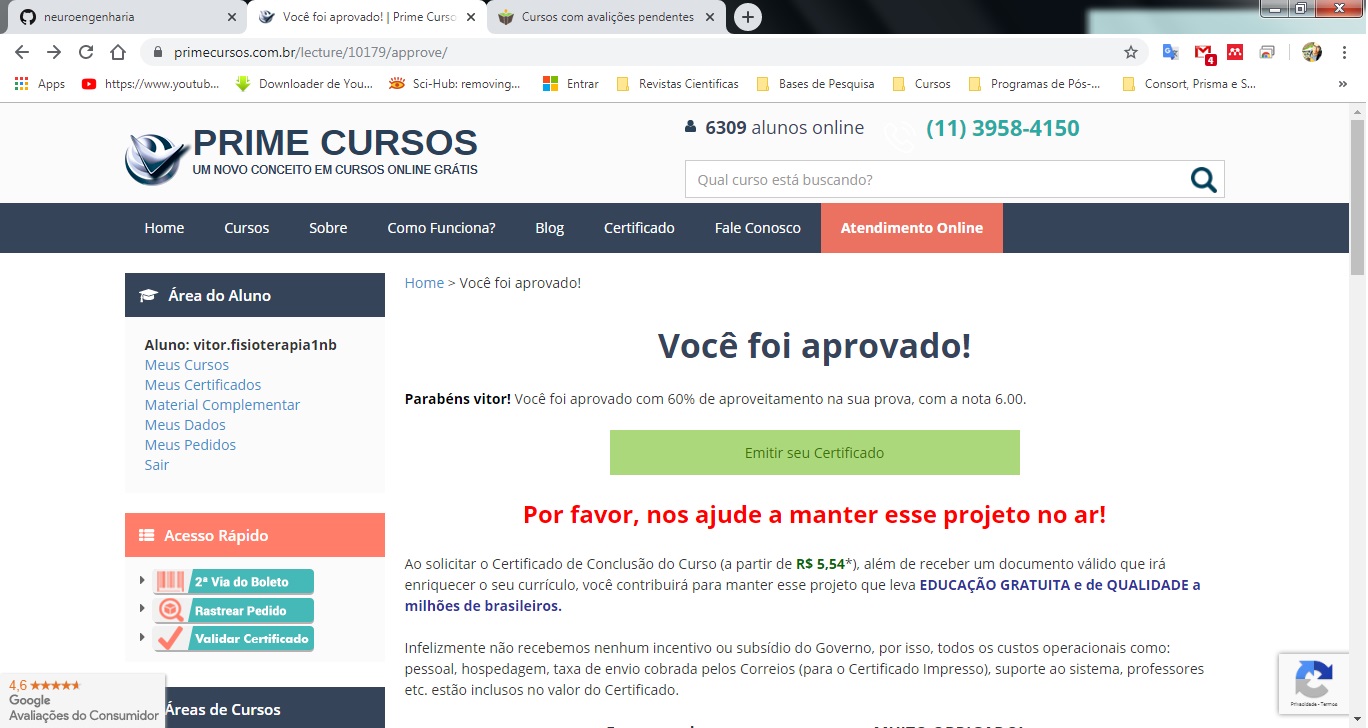 neuroengenharia
Você foi aprovado! | Prime Curso
Cursos com avalições pendentes
primecursos.com.br/lecture/10179/approve/
4
Apps
https://www.youtub...
Downloader de You...
Sci-Hub: removing...
Entrar
Revistas Científicas
Bases de Pesquisa
Cursos
Programas de Pós-...
Consort, Prisma e S...
»
PRIME CURSOS
UM NOVO CONCEITO EM CURSOS ONLINE GRÁTIS
6309 alunos online
(11) 3958-4150
Qual curso está buscando?
Home Cursos Sobre Como Funciona? Blog Certificado Fale Conosco Atendimento Online
Área do Aluno
Aluno: vitor.fisioterapia1nb
Meus Cursos
Meus Certificados
Material Complementar
Meus Dados
Meus Pedidos
Sair
Acesso Rápido
2ª Via do Boleto
Rastrear Pedido
Validar Certificado
Áreas de Cursos
4,6
Google
Avaliações do Consumidor
Home > Você foi aprovado!
Você foi aprovado!
Parabéns vitor! Você foi aprovado com 60% de aproveitamento na sua prova, com a nota 6.00.
Emitir seu Certificado
Por favor, nos ajude a manter esse projeto no ar!
Ao solicitar o Certificado de Conclusão do Curso (a partir de R$ 5,54*), além de receber um documento válido que irá
enriquecer o seu currículo, você contribuirá para manter esse projeto que leva EDUCAÇÃO GRATUITA e de QUALIDADE a
milhões de brasileiros.
Infelizmente não recebemos nenhum incentivo ou subsídio do Governo, por isso, todos os custos operacionais como:
pessoal, hospedagem, taxa de envio cobrada pelos Correios (para o Certificado Impresso), suporte ao sistema, professores
etc. estão inclusos no valor do Certificado.
Privacidade - Termos